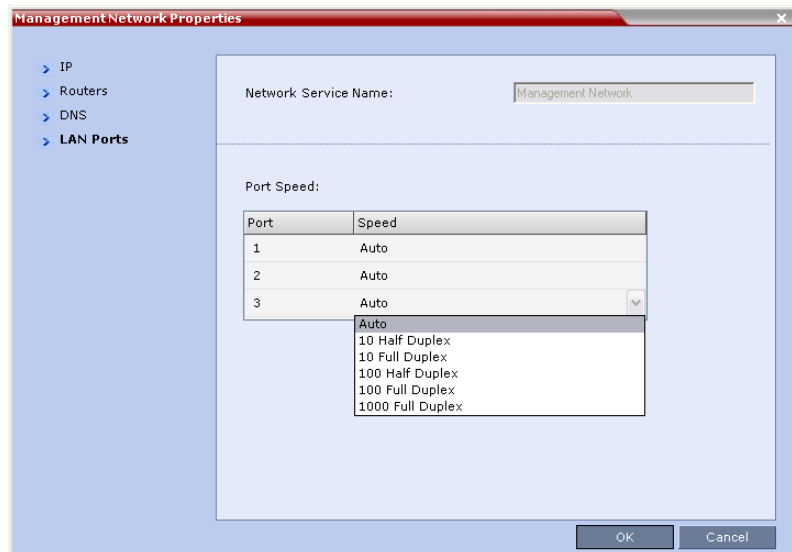 Management Network Properties
IP
Routers
DNS
LAN Ports
Network Service Name: Management Network
Port Speed:
Port Speed
1 Auto
2 Auto
3 Auto
Auto
10 Half Duplex
10 Full Duplex
100 Half Duplex
100 Full Duplex
1000 Full Duplex
OK Cancel